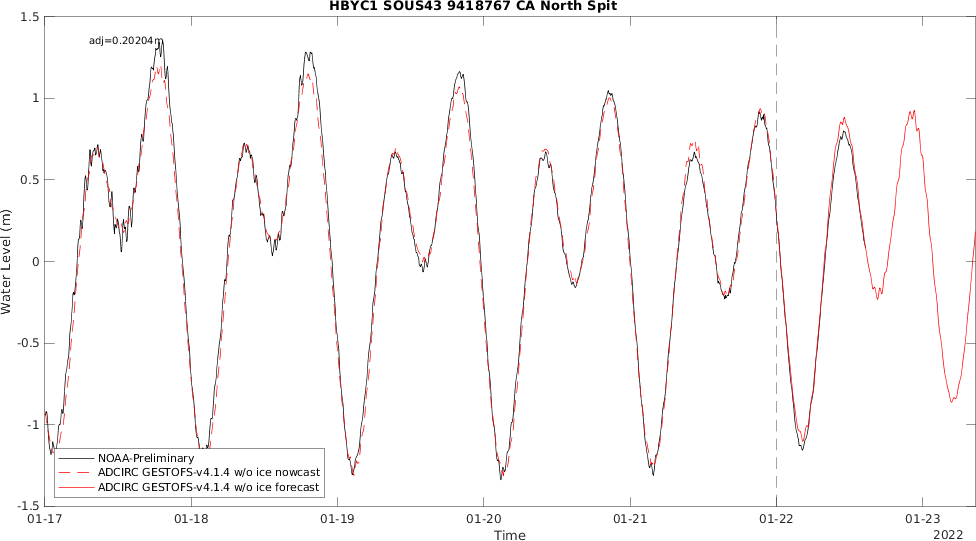 HBYC1 SOUS43 9418767 CA North Spit
adj=0.20204m
1.5
1
0.5
0
-0.5
-1
-1.5
Water Level (m)
NOAA-Preliminary
ADCIRC GESTOFS-v4.1.4 w/o ice nowcast
ADCIRC GESTOFS-v4.1.4 w/o ice forecast
01-17 01-18 01-19 01-20 01-21 01-22 01-23
Time
2022